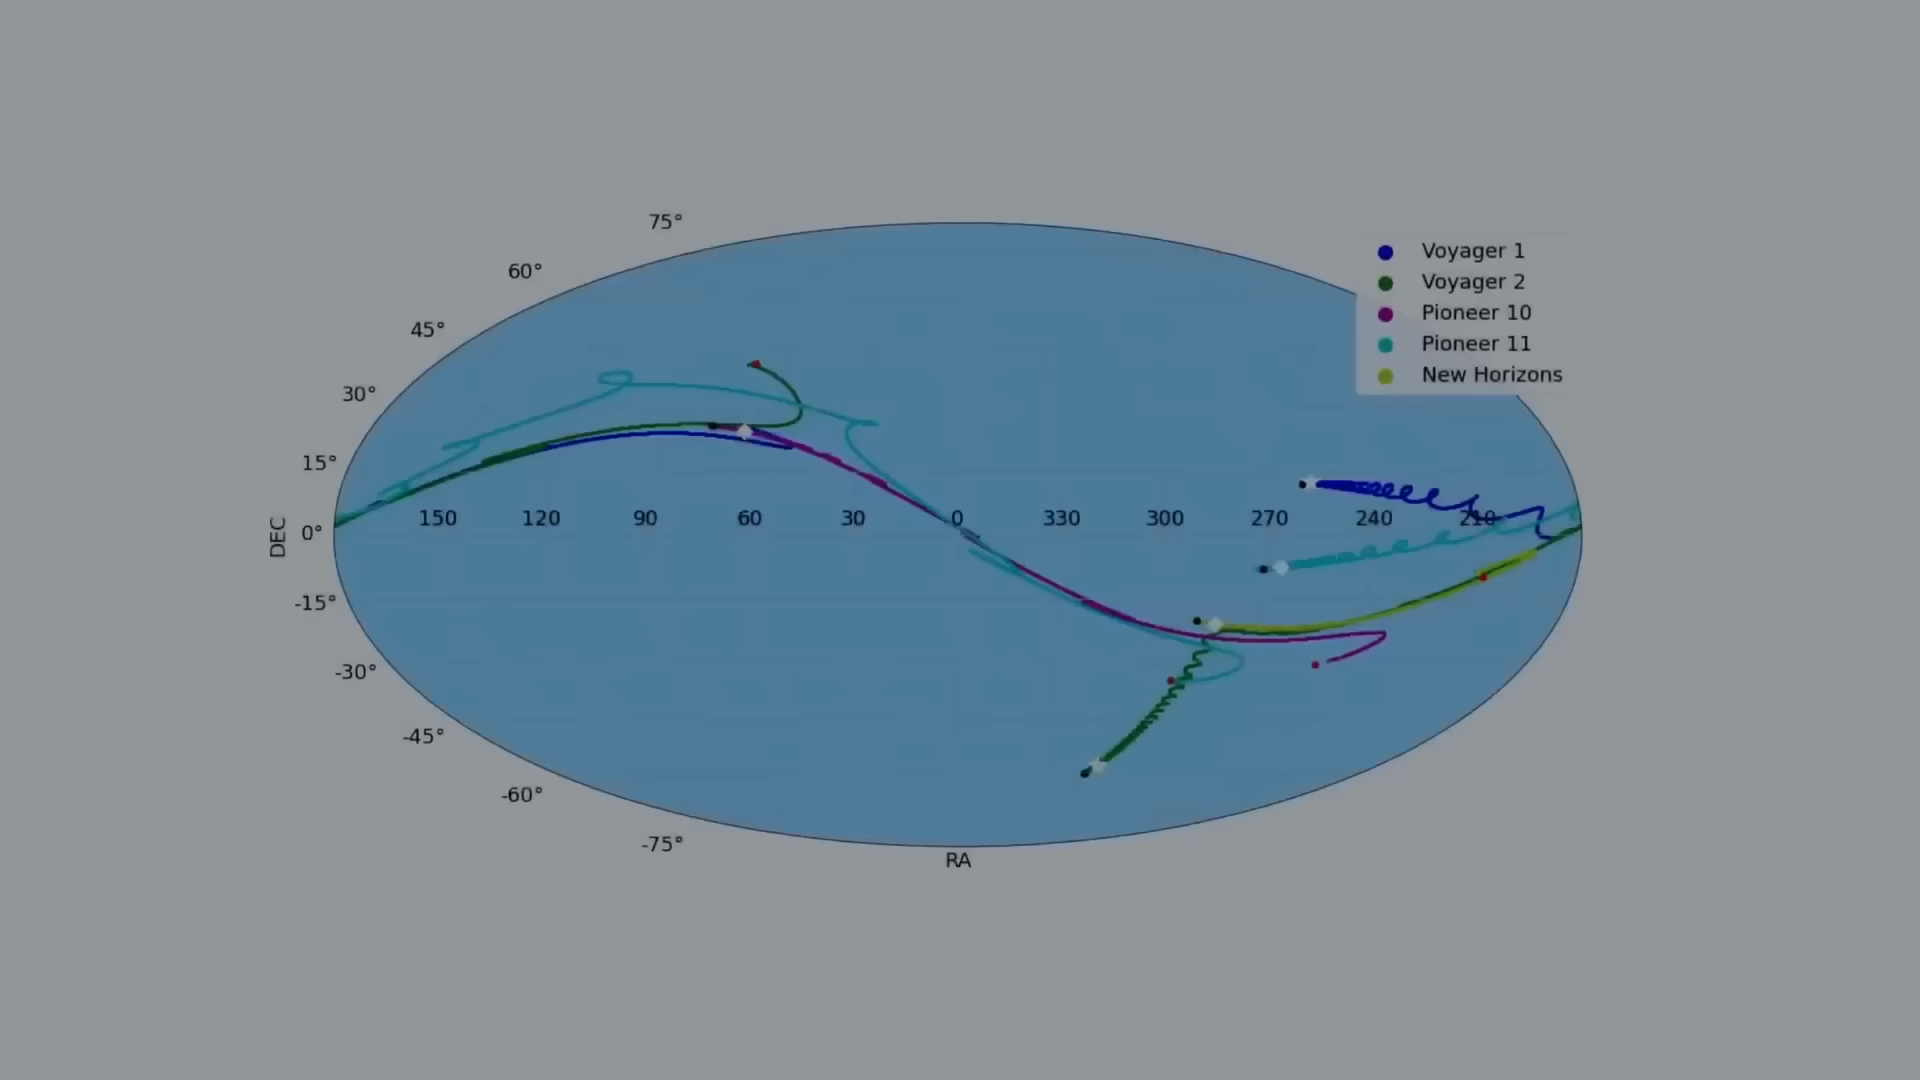 75°
60°
45°
30°
15°
0°
-15°
-30°
-45°
-60°
-75°
DEC
150 120 90 60 30 0 330 300 270 240 210
RA
Voyager 1
Voyager 2
Pioneer 10
Pioneer 11
New Horizons